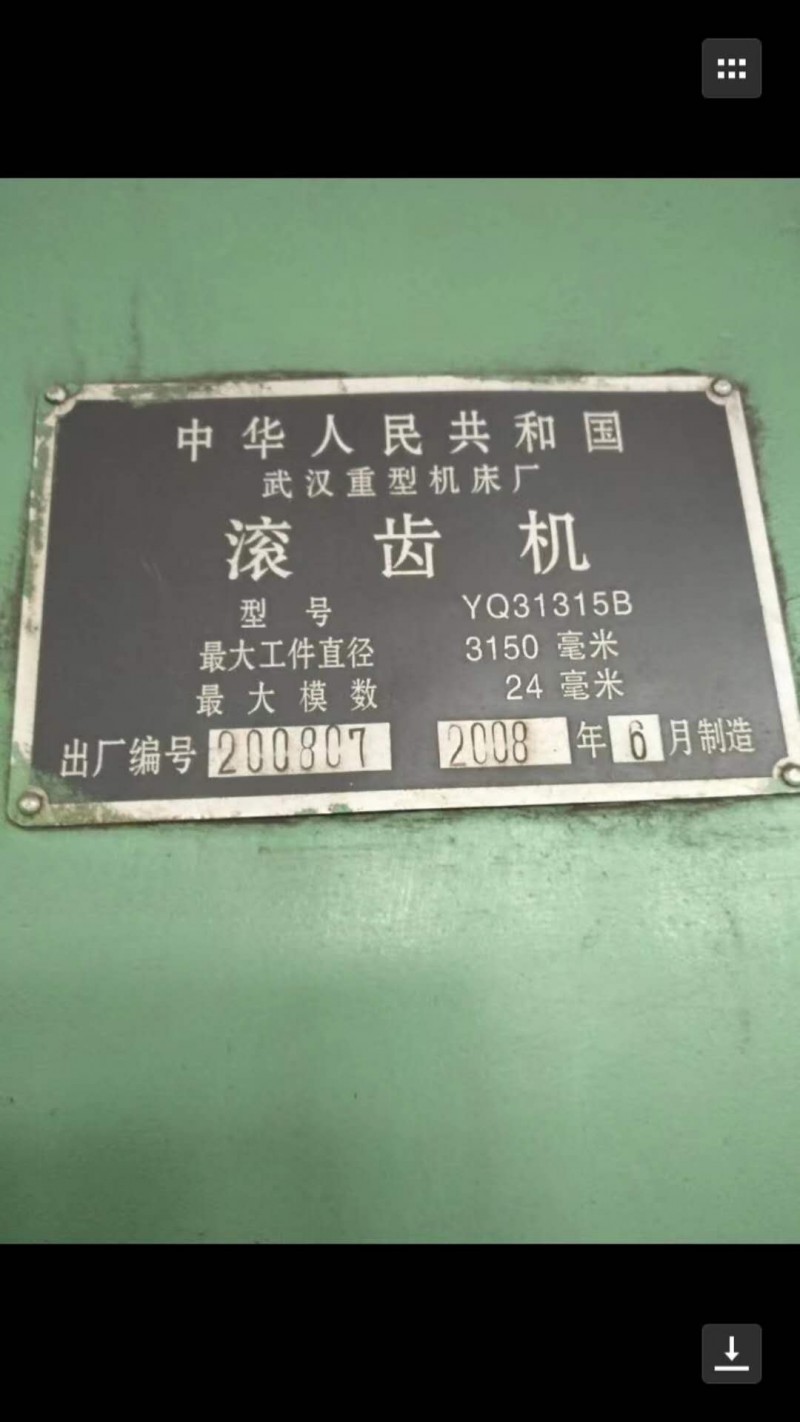 中华人民共和国
武汉重型机床厂
滚齿机
型号 YQ31315B
最大工件直径 3150 毫米
最大模数 24 毫米
出厂编号 200807 2008 年 6 月制造